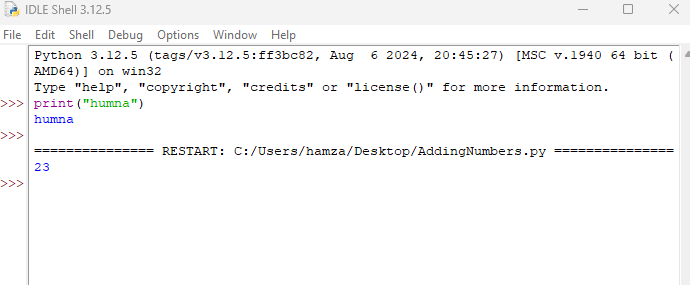 IDLE Shell 3.12.5
File Edit Shell Debug Options Window Help
Python 3.12.5 (tags/v3.12.5:ff3bc82, Aug  6 2024, 20:45:27) [MSC v.1940 64 bit (
AMD64)] on win32
Type "help", "copyright", "credits" or "license()" for more information.
>>> print("humna")
humna
>>>
=============== RESTART: C:/Users/hamza/Desktop/AddingNumbers.py ===============
23
>>>